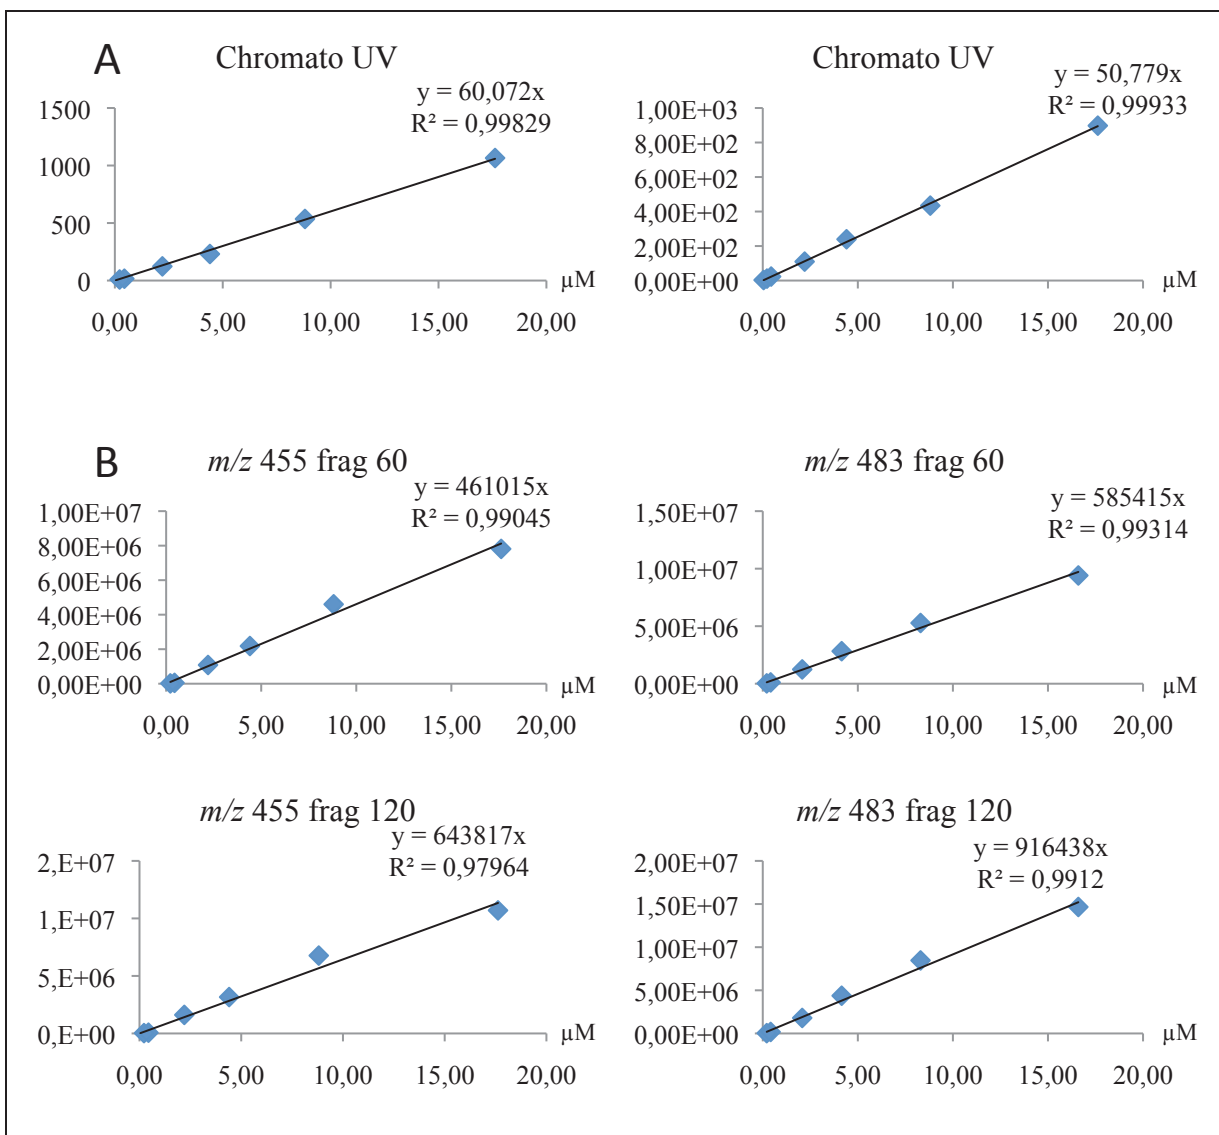 A
Chromato UV
y = 60,072x
R² = 0,99829
1500
1000
500
0
µM
0,00 5,00 10,00 15,00 20,00
Chromato UV
y = 50,779x
R² = 0,99933
1,00E+03
8,00E+02
6,00E+02
4,00E+02
2,00E+02
0,00E+00
µM
0,00 5,00 10,00 15,00 20,00
B
m/z 455 frag 60
y = 461015x
R² = 0,99045
1,00E+07
8,00E+06
6,00E+06
4,00E+06
2,00E+06
0,00E+00
µM
0,00 5,00 10,00 15,00 20,00
m/z 483 frag 60
y = 585415x
R² = 0,99314
1,50E+07
1,00E+07
5,00E+06
0,00E+00
µM
0,00 5,00 10,00 15,00 20,00
m/z 455 frag 120
y = 643817x
R² = 0,97964
2,E+07
1,E+07
5,E+06
0,E+00
µM
0,00 5,00 10,00 15,00 20,00
m/z 483 frag 120
y = 916438x
R² = 0,9912
2,00E+07
1,50E+07
1,00E+07
5,00E+06
0,00E+00
µM
0,00 5,00 10,00 15,00 20,00